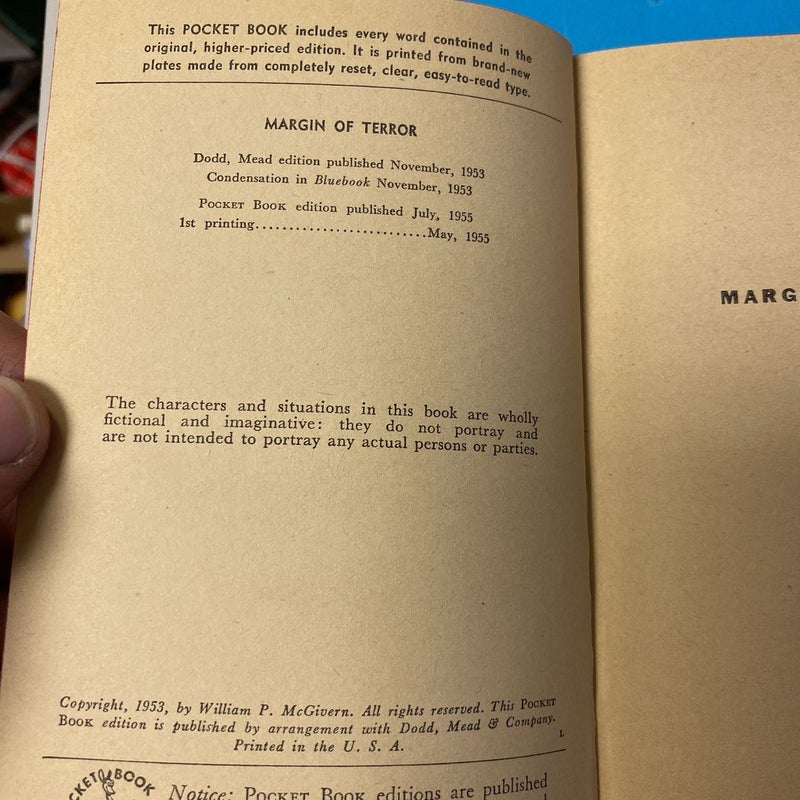 This POCKET BOOK includes every word contained in the
original, higher-priced edition. It is printed from brand-new
plates made from completely reset, clear, easy-to-read type.
MARGIN OF TERROR
Dodd, Mead edition published November, 1953
Condensation in Bluebook November, 1953
POCKET BOOK edition published July, 1955
1st printing..........................May, 1955
The characters and situations in this book are wholly
fictional and imaginative: they do not portray and
are not intended to portray any actual persons or parties.
Copyright, 1953, by William P. McGivern. All rights reserved. This POCKET
BOOK edition is published by arrangement with Dodd, Mead & Company.
L
Printed in the U. S. A.
CKET BOOK
Notice: POCKET BOOK editions are published
MARG